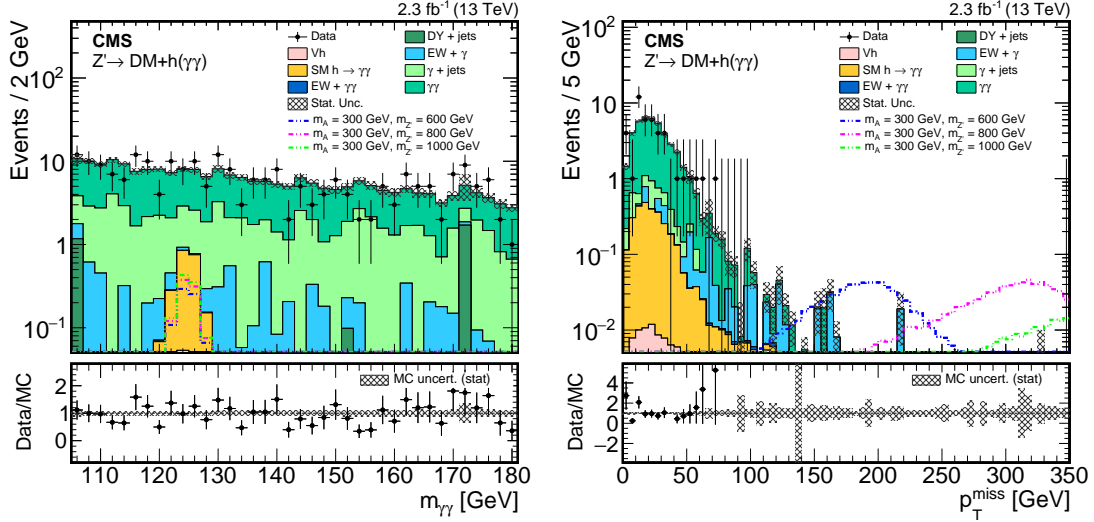 2.3 fb⁻¹ (13 TeV)
CMS
Z'→ DM+h(γγ)
Data
Vh
SM h → γγ
EW + γγ
Stat. Unc.
DY + jets
EW + γ
γ + jets
γγ
m_A = 300 GeV, m_Z' = 600 GeV
m_A = 300 GeV, m_Z' = 800 GeV
m_A = 300 GeV, m_Z' = 1000 GeV
Events / 2 GeV
10²
10
1
10⁻¹
Data/MC
2
1
0
MC uncert. (stat)
110 120 130 140 150 160 170 180
m_γγ [GeV]
2.3 fb⁻¹ (13 TeV)
CMS
Z'→ DM+h(γγ)
Data
Vh
SM h → γγ
EW + γγ
Stat. Unc.
DY + jets
EW + γ
γ + jets
γγ
m_A = 300 GeV, m_Z' = 600 GeV
m_A = 300 GeV, m_Z' = 800 GeV
m_A = 300 GeV, m_Z' = 1000 GeV
Events / 5 GeV
10²
10
1
10⁻¹
10⁻²
Data/MC
4
2
0
−2
MC uncert. (stat)
0 50 100 150 200 250 300 350
p_T^miss [GeV]